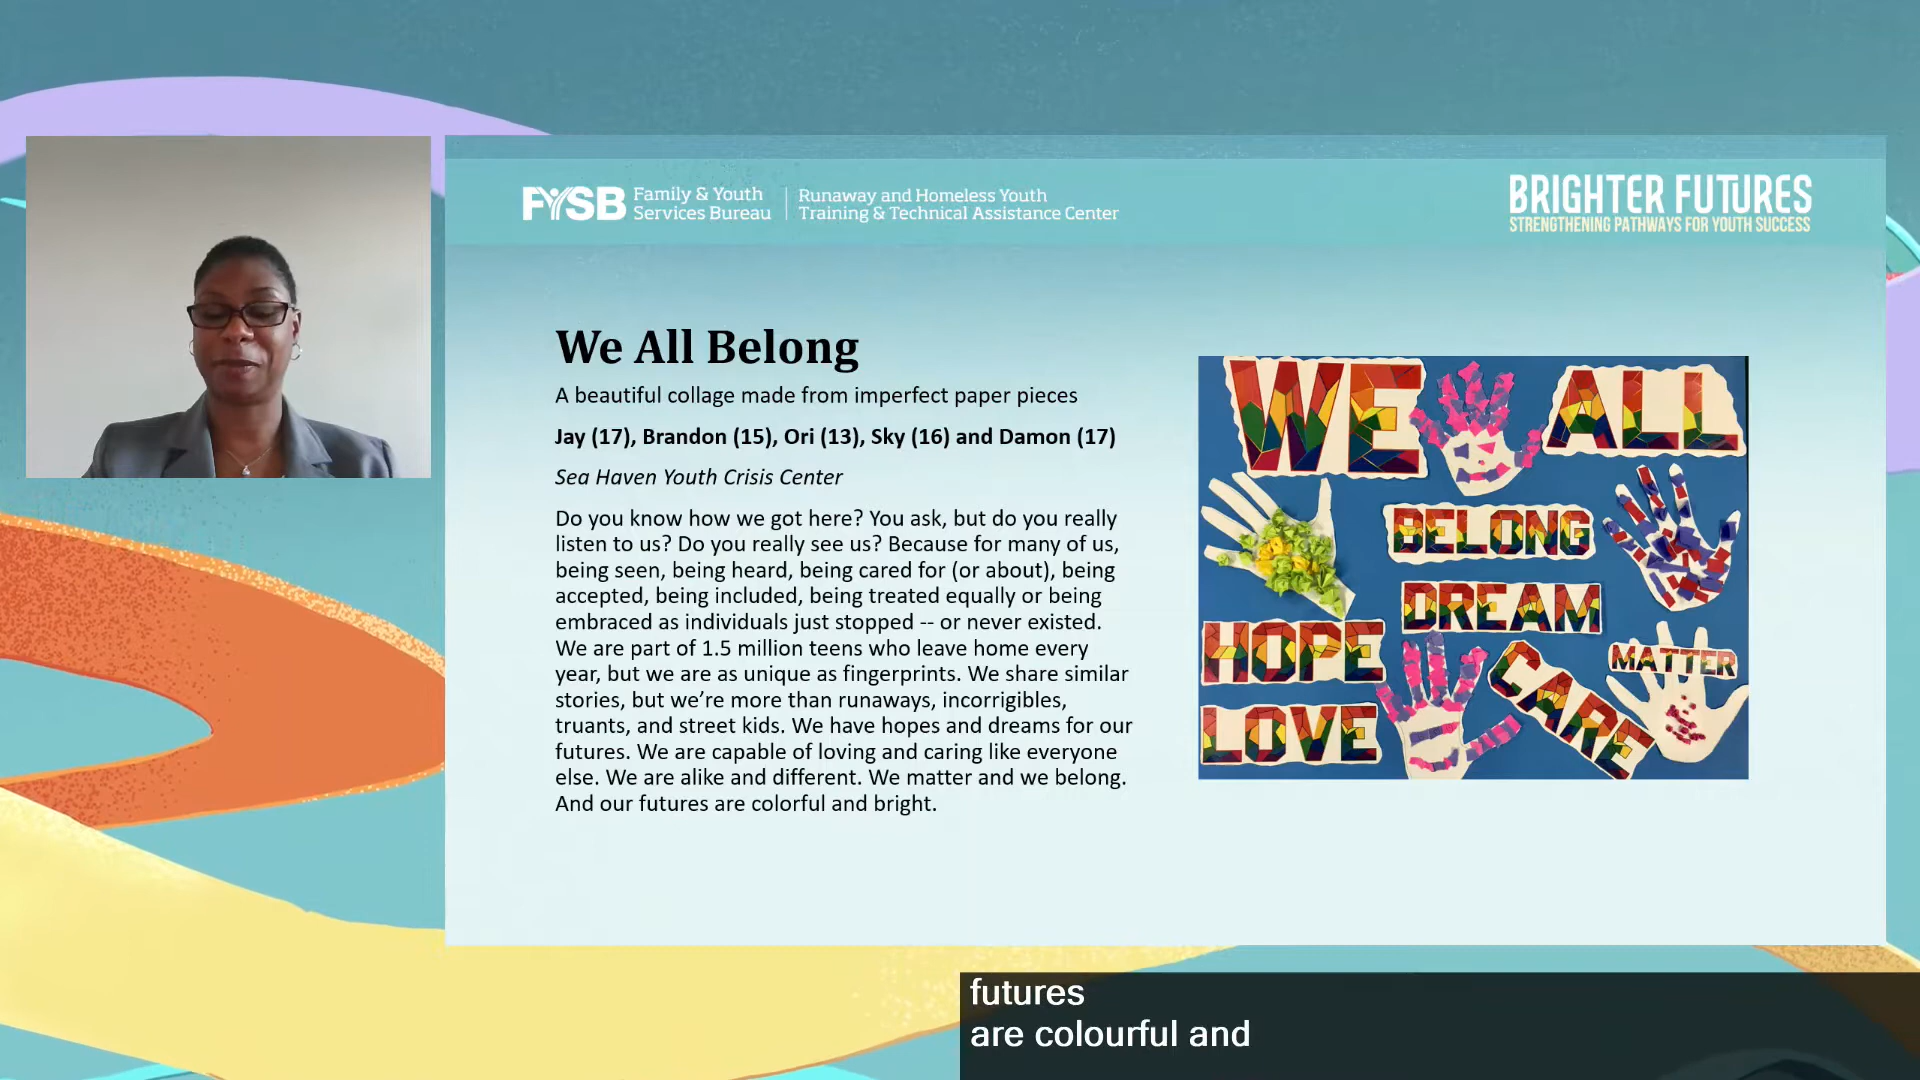 FYSB Family & Youth
Services Bureau
Runaway and Homeless Youth
Training & Technical Assistance Center
BRIGHTER FUTURES
STRENGTHENING PATHWAYS FOR YOUTH SUCCESS
We All Belong
A beautiful collage made from imperfect paper pieces
Jay (17), Brandon (15), Ori (13), Sky (16) and Damon (17)
Sea Haven Youth Crisis Center
Do you know how we got here? You ask, but do you really
listen to us? Do you really see us? Because for many of us,
being seen, being heard, being cared for (or about), being
accepted, being included, being treated equally or being
embraced as individuals just stopped -- or never existed.
We are part of 1.5 million teens who leave home every
year, but we are as unique as fingerprints. We share similar
stories, but we’re more than runaways, incorrigibles,
truants, and street kids. We have hopes and dreams for our
futures. We are capable of loving and caring like everyone
else. We are alike and different. We matter and we belong.
And our futures are colorful and bright.
WE ALL
BELONG
DREAM
HOPE
MATTER
CARE
LOVE
futures
are colourful and